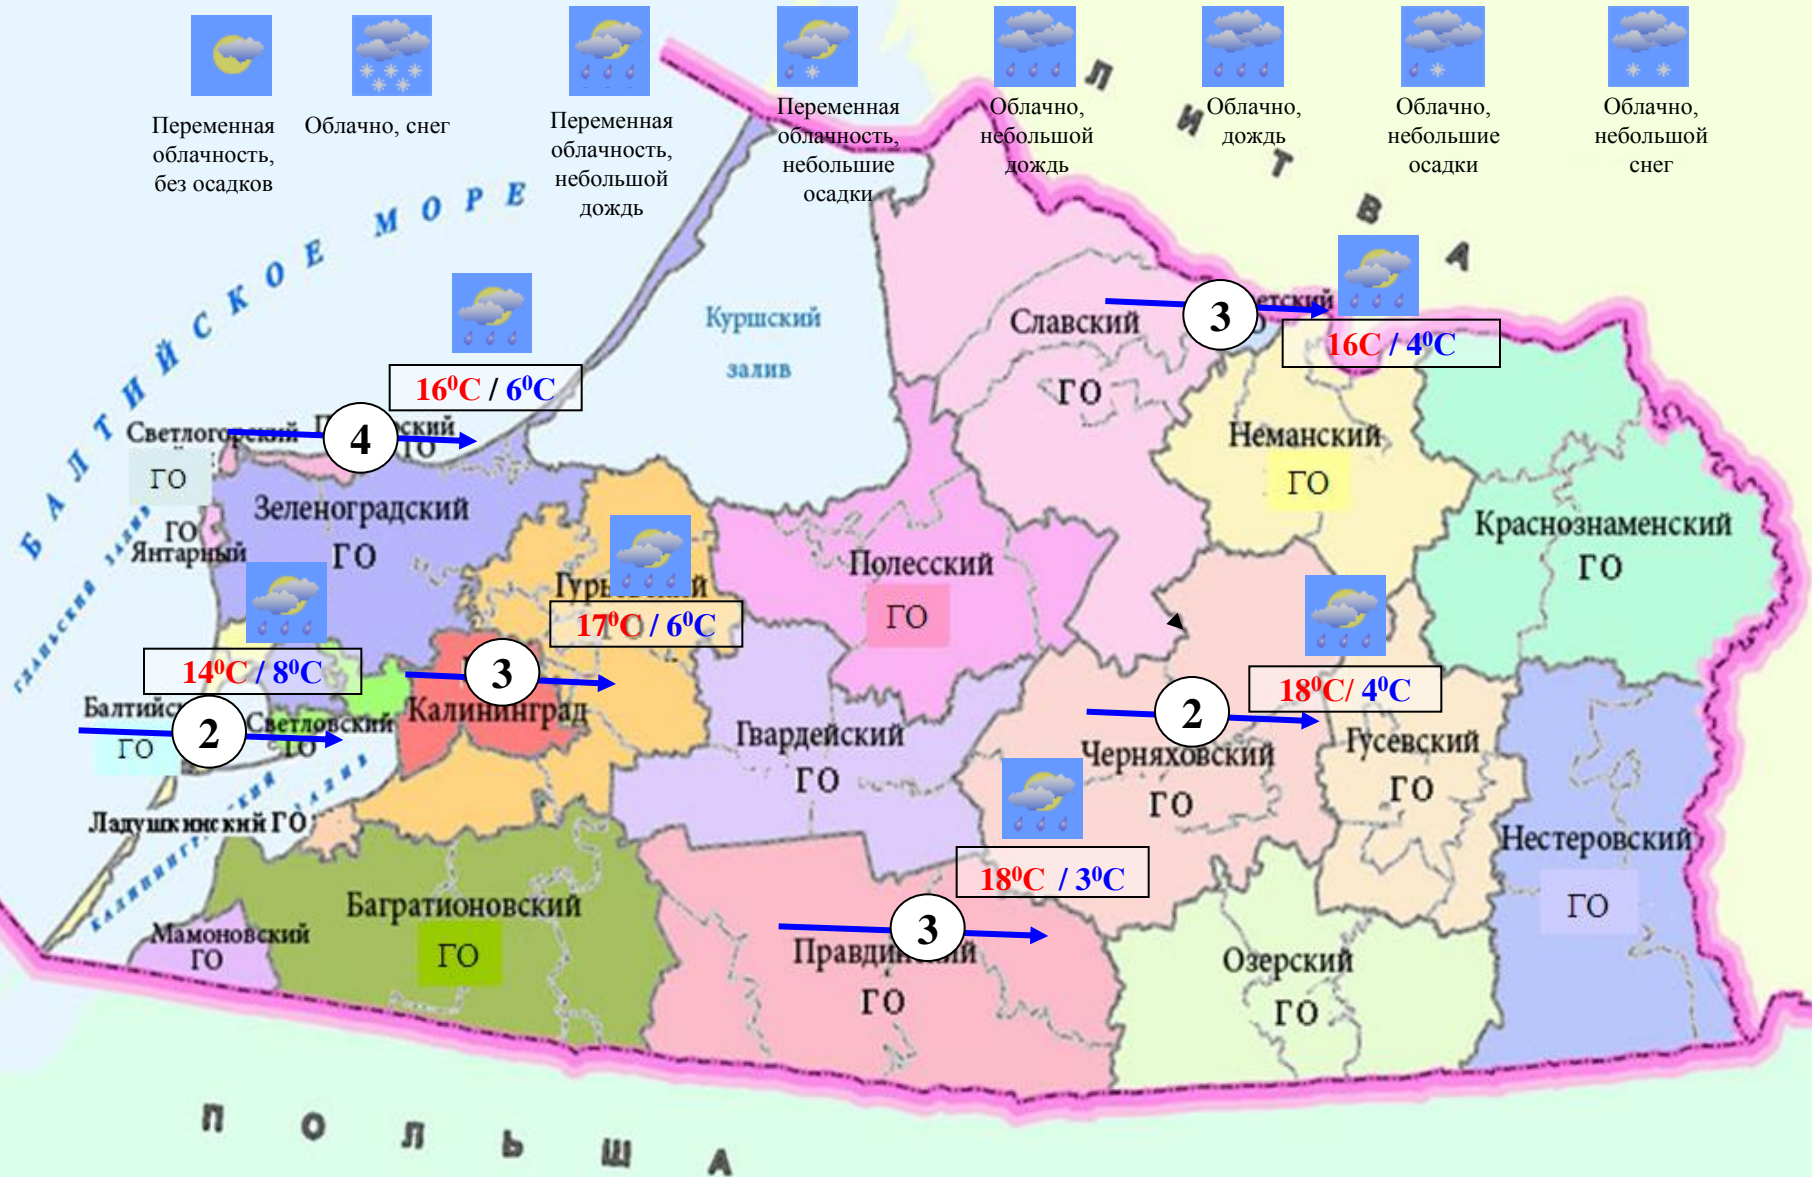 Переменная
облачность,
без осадков
Облачно, снег
Переменная
облачность,
небольшой
дождь
Переменная
облачность,
небольшие
осадки
Облачно,
небольшой
дождь
Облачно,
дождь
Облачно,
небольшие
осадки
Облачно,
небольшой
снег
БАЛТИЙСКОЕ МОРЕ
ЛИТВА
Куршский
залив
16⁰С / 6⁰С
4
Светлогорский
ГО
ГО
Зеленоградский
ГО
ГО
Янтарный
14⁰С / 8⁰С
2
ГО
Светловский
ГО
3
Калининград
17⁰С / 6⁰С
Полесский
ГО
Славский
ГО
3
16С / 4⁰С
Неманский
ГО
Краснознаменский
ГО
Гвардейский
ГО
2
18⁰С/ 4⁰С
Черняховский
ГО
Гусевский
ГО
Нестеровский
ГО
18⁰С / 3⁰С
3
ГО
Озерский
ГО
Ладушкинский ГО
Багратионовский
ГО
Мамоновский
ГО
ПОЛЬША